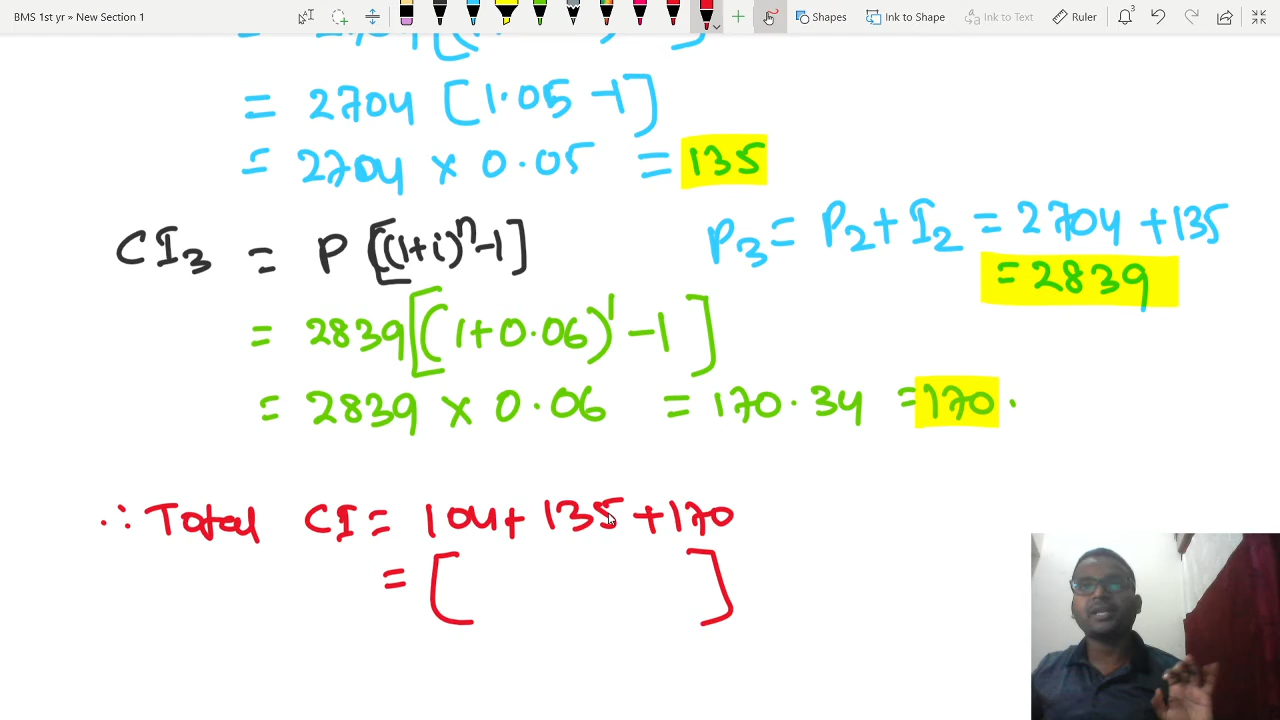 BMS 1st yr » New Section 1
Shapes Ink to Shape Ink to Text Ruler 3
= 2704 [1.05 -1]
= 2704 × 0.05 = 135
CI3 = P [(1+i)^n -1]
P3 = P2 + I2 = 2704 + 135
= 2839
= 2839 [(1+0.06)^1 -1]
= 2839 × 0.06 = 170.34 = 170.
∴ Total CI = 104+ 135 +170
= [ ]